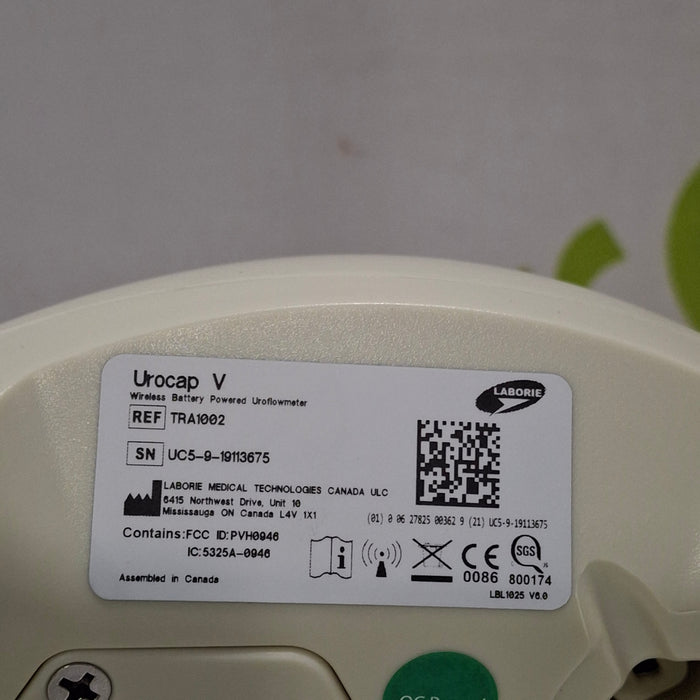 Urocap V
LABORIE
Wireless Battery Powered Uroflowmeter
REF TRA1002
SN UC5-9-19113675
LABORIE MEDICAL TECHNOLOGIES CANADA ULC
6415 Northwest Drive, Unit 10
Mississauga ON Canada L4V 1X1
(01) 0 06 27825 00362 9 (21) UC5-9-19113675
Contains:FCC ID:PVH0946
IC:5325A-0946
i
CE
SGS
0086 800174
Assembled in Canada
LBL1025 V6.0